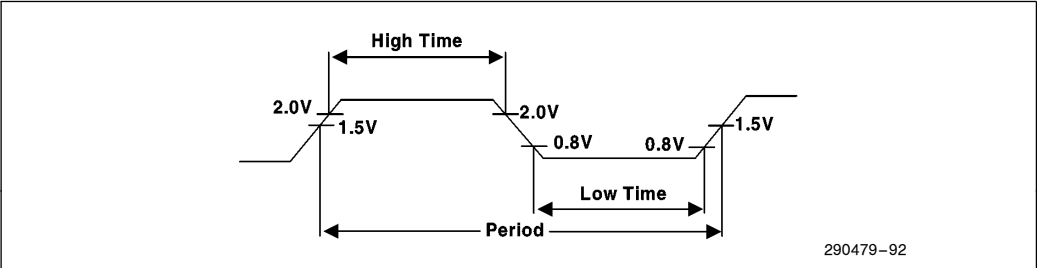 High Time
2.0V
2.0V
1.5V
1.5V
0.8V
0.8V
Low Time
Period
290479–92